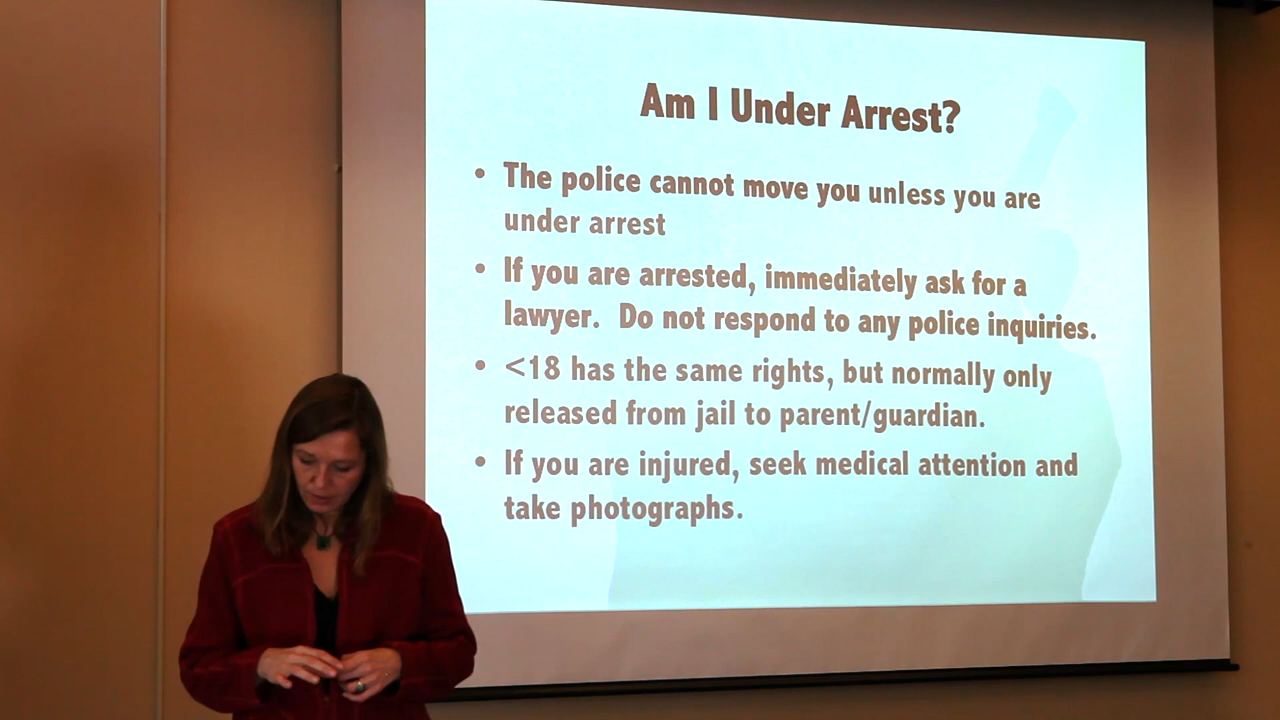 Am I Under Arrest?
• The police cannot move you unless you are
under arrest
• If you are arrested, immediately ask for a
lawyer. Do not respond to any police inquiries.
• <18 has the same rights, but normally only
released from jail to parent/guardian.
• If you are injured, seek medical attention and
take photographs.